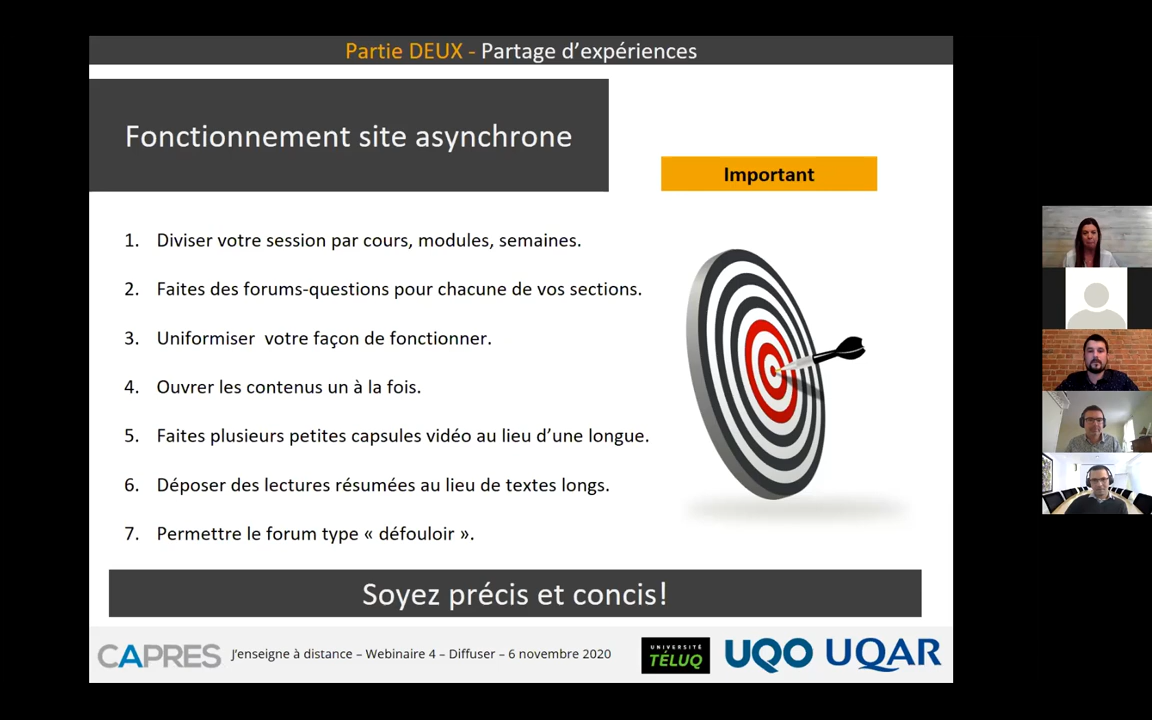 Partie DEUX - Partage d’expériences
Fonctionnement site asynchrone
Important
1. Diviser votre session par cours, modules, semaines.
2. Faites des forums-questions pour chacune de vos sections.
3. Uniformiser votre façon de fonctionner.
4. Ouvrer les contenus un à la fois.
5. Faites plusieurs petites capsules vidéo au lieu d’une longue.
6. Déposer des lectures résumées au lieu de textes longs.
7. Permettre le forum type « défouloir ».
Soyez précis et concis!
CAPRES
J’enseigne à distance – Webinaire 4 – Diffuser – 6 novembre 2020
UNIVERSITÉ
TÉLUQ
UQO
UQAR